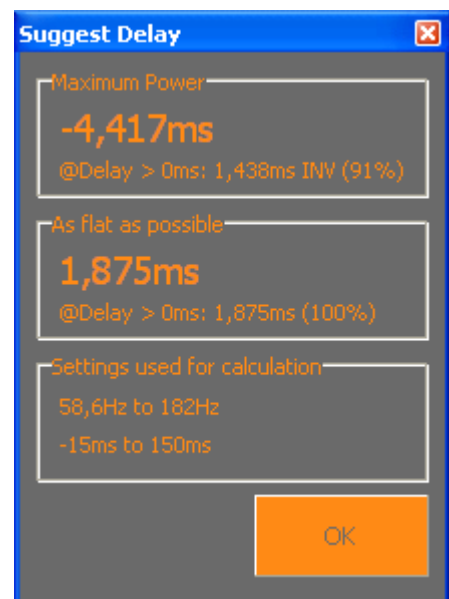 Suggest Delay
Maximum Power
-4,417ms
@Delay > 0ms: 1,438ms INV (91%)
As flat as possible
1,875ms
@Delay > 0ms: 1,875ms (100%)
Settings used for calculation
58,6Hz to 182Hz
-15ms to 150ms
OK